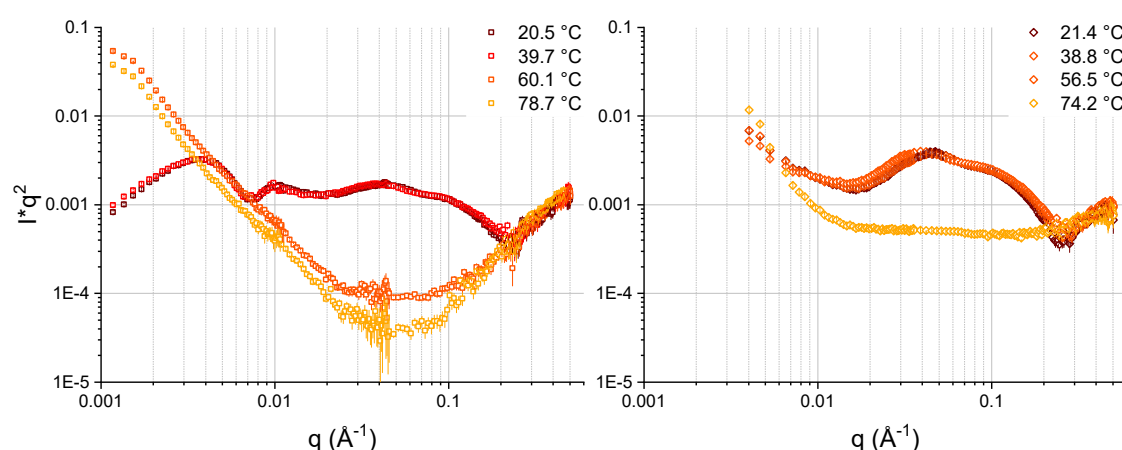 0.1
0.01
0.001
1E-4
1E-5
I*q²
0.001
0.01
0.1
q (Å⁻¹)
20.5 °C
39.7 °C
60.1 °C
78.7 °C
0.1
0.01
0.001
1E-4
1E-5
0.001
0.01
0.1
q (Å⁻¹)
21.4 °C
38.8 °C
56.5 °C
74.2 °C